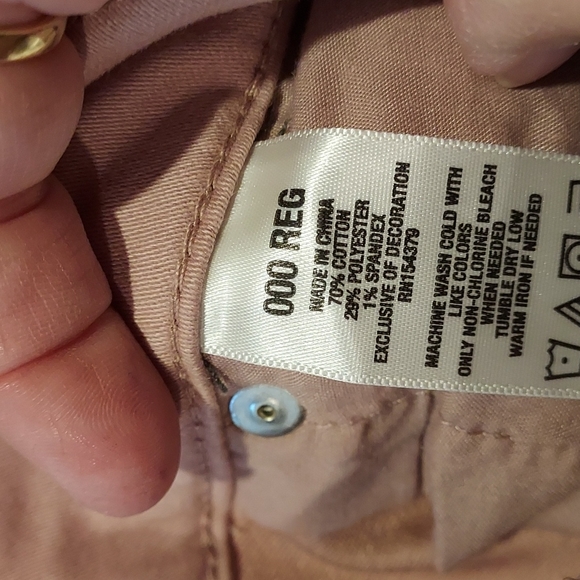 000 REG
MADE IN CHINA
70% COTTON
29% POLYESTER
1% SPANDEX
EXCLUSIVE OF DECORATION
RN154379
MACHINE WASH COLD WITH
LIKE COLORS
ONLY NON-CHLORINE BLEACH
WHEN NEEDED
TUMBLE DRY LOW
WARM IRON IF NEEDED